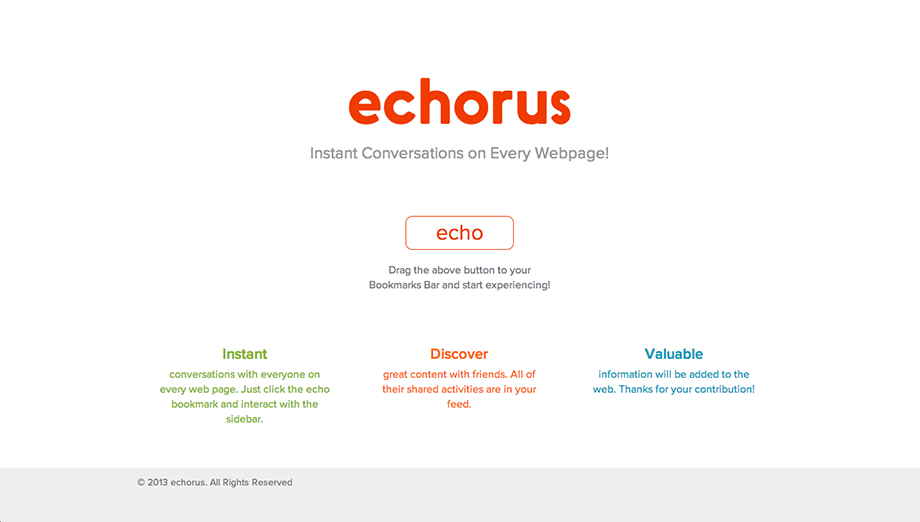 echorus
Instant Conversations on Every Webpage!
echo
Drag the above button to your
Bookmarks Bar and start experiencing!
Instant
conversations with everyone on
every web page. Just click the echo
bookmark and interact with the
sidebar.
Discover
great content with friends. All of
their shared activities are in your
feed.
Valuable
information will be added to the
web. Thanks for your contribution!
© 2013 echorus. All Rights Reserved